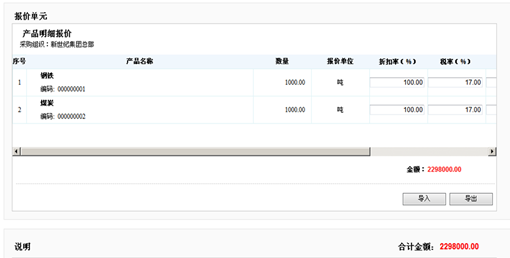 报价单元
产品明细报价
采购组织：新世纪集团总部
序号 产品名称 数量 报价单位 折扣率（%） 税率（%）
1 钢铁 1000.00 吨 100.00 17.00
编码: 000000001
2 煤炭 1000.00 吨 100.00 17.00
编码: 000000002
金额：2298000.00
导入 导出
说明 合计金额: 2298000.00